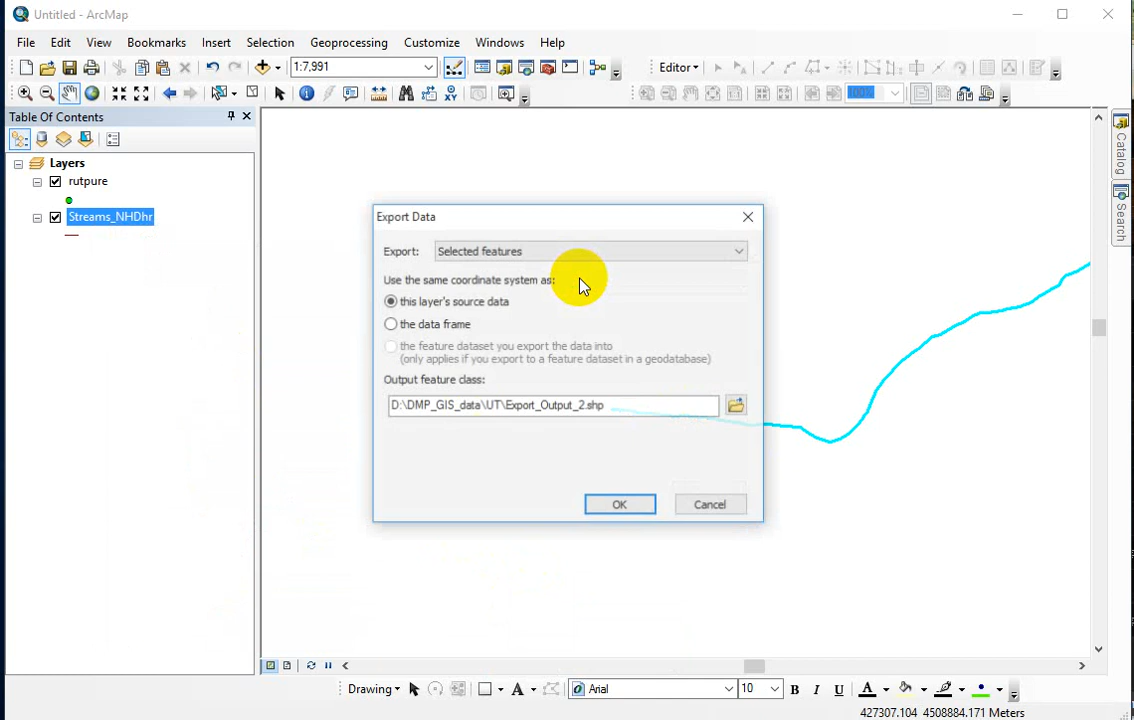 Untitled - ArcMap
File Edit View Bookmarks Insert Selection Geoprocessing Customize Windows Help
1:7,991
Editor
100%
Table Of Contents
Layers
rutpure
Streams_NHDhr
Export Data
Export: Selected features
Use the same coordinate system as:
this layer's source data
the data frame
the feature dataset you export the data into
(only applies if you export to a feature dataset in a geodatabase)
Output feature class:
D:\DMP_GIS_data\UT\Export_Output_2.shp
OK Cancel
Catalog
Search
Drawing
A
Arial
10
B I U A
427307.104 4508884.171 Meters